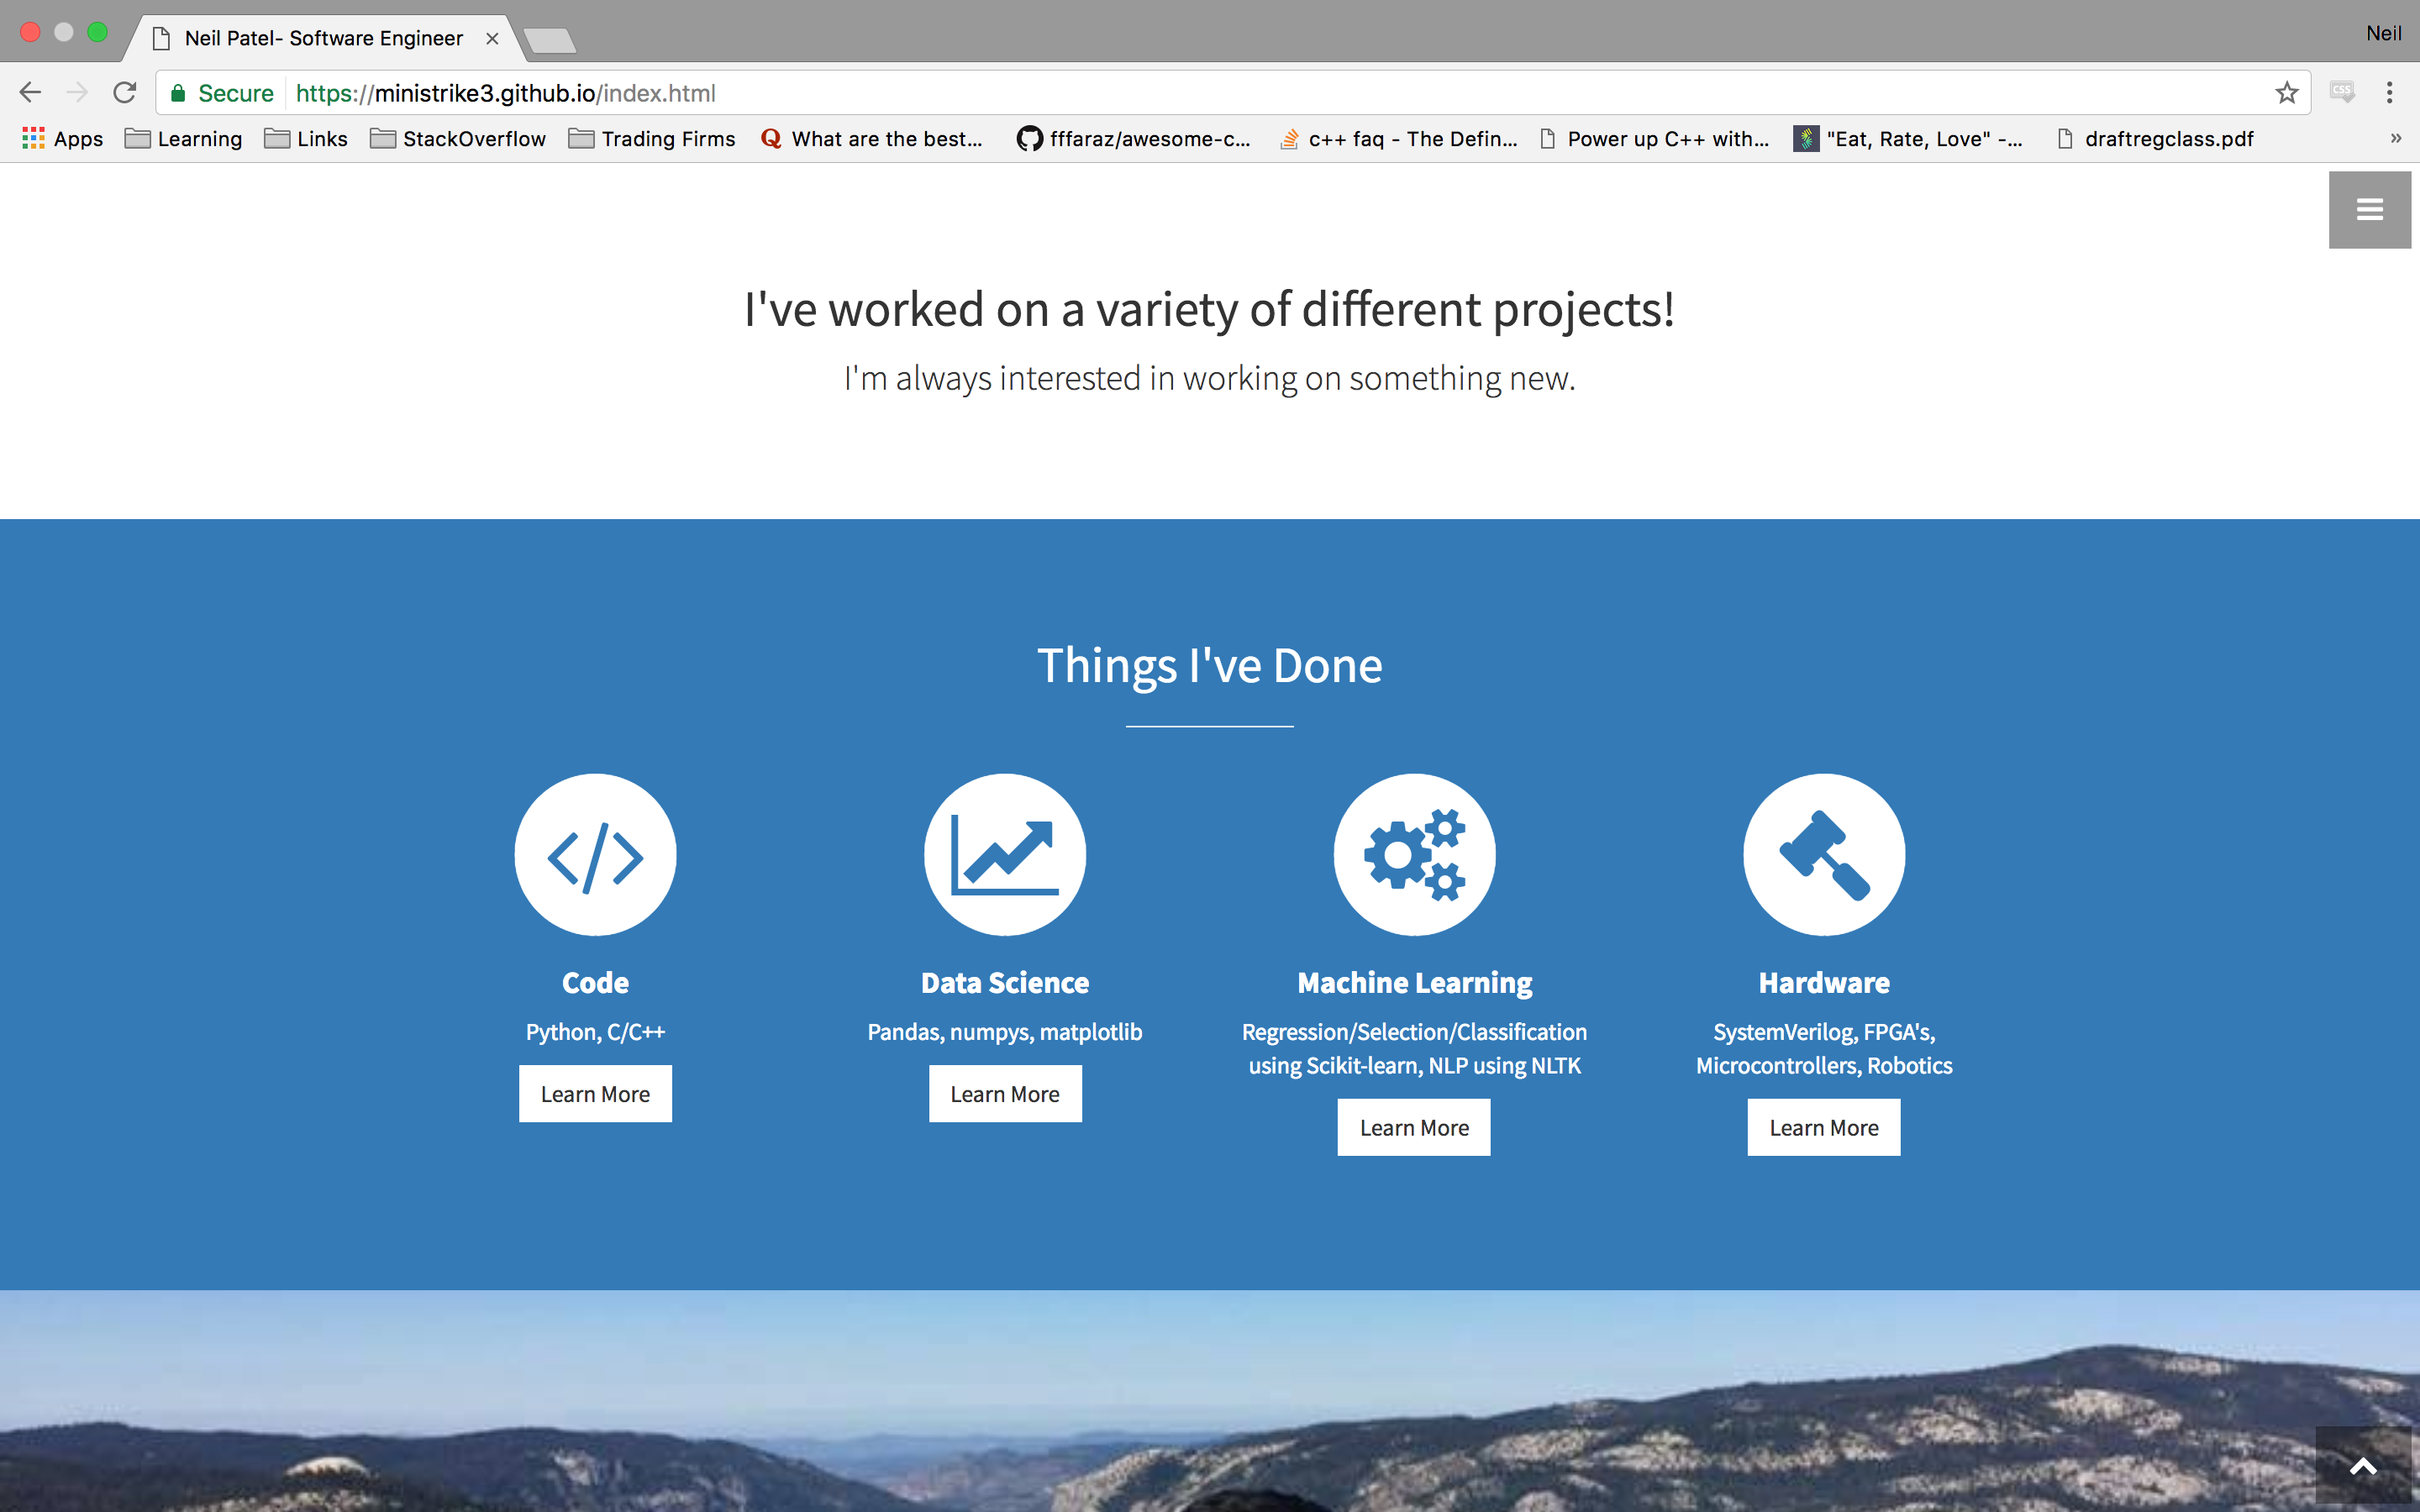 Neil Patel- Software Engineer
Neil
Secure https://ministrike3.github.io/index.html
CSS
Apps Learning Links StackOverflow Trading Firms What are the best... fffaraz/awesome-c... c++ faq - The Defin... Power up C++ with... "Eat, Rate, Love" -... draftregclass.pdf »
I've worked on a variety of different projects!
I'm always interested in working on something new.
Things I've Done
Code
Python, C/C++
Learn More
Data Science
Pandas, numpys, matplotlib
Learn More
Machine Learning
Regression/Selection/Classification
using Scikit-learn, NLP using NLTK
Learn More
Hardware
SystemVerilog, FPGA's,
Microcontrollers, Robotics
Learn More